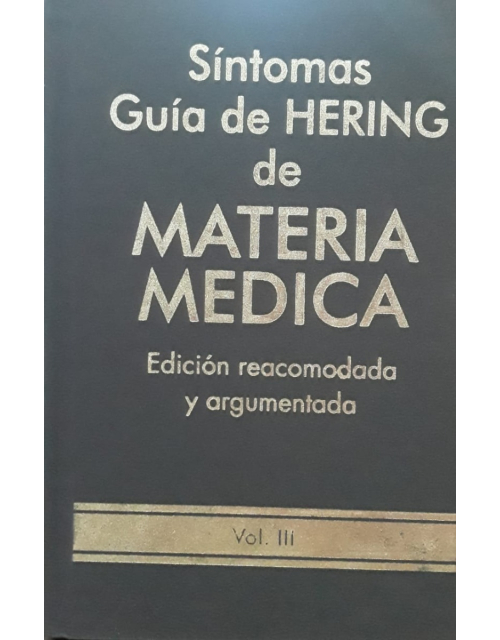 Síntomas
Guía de HERING
de
MATERIA
MEDICA
Edición reacomodada
y argumentada
Vol. III